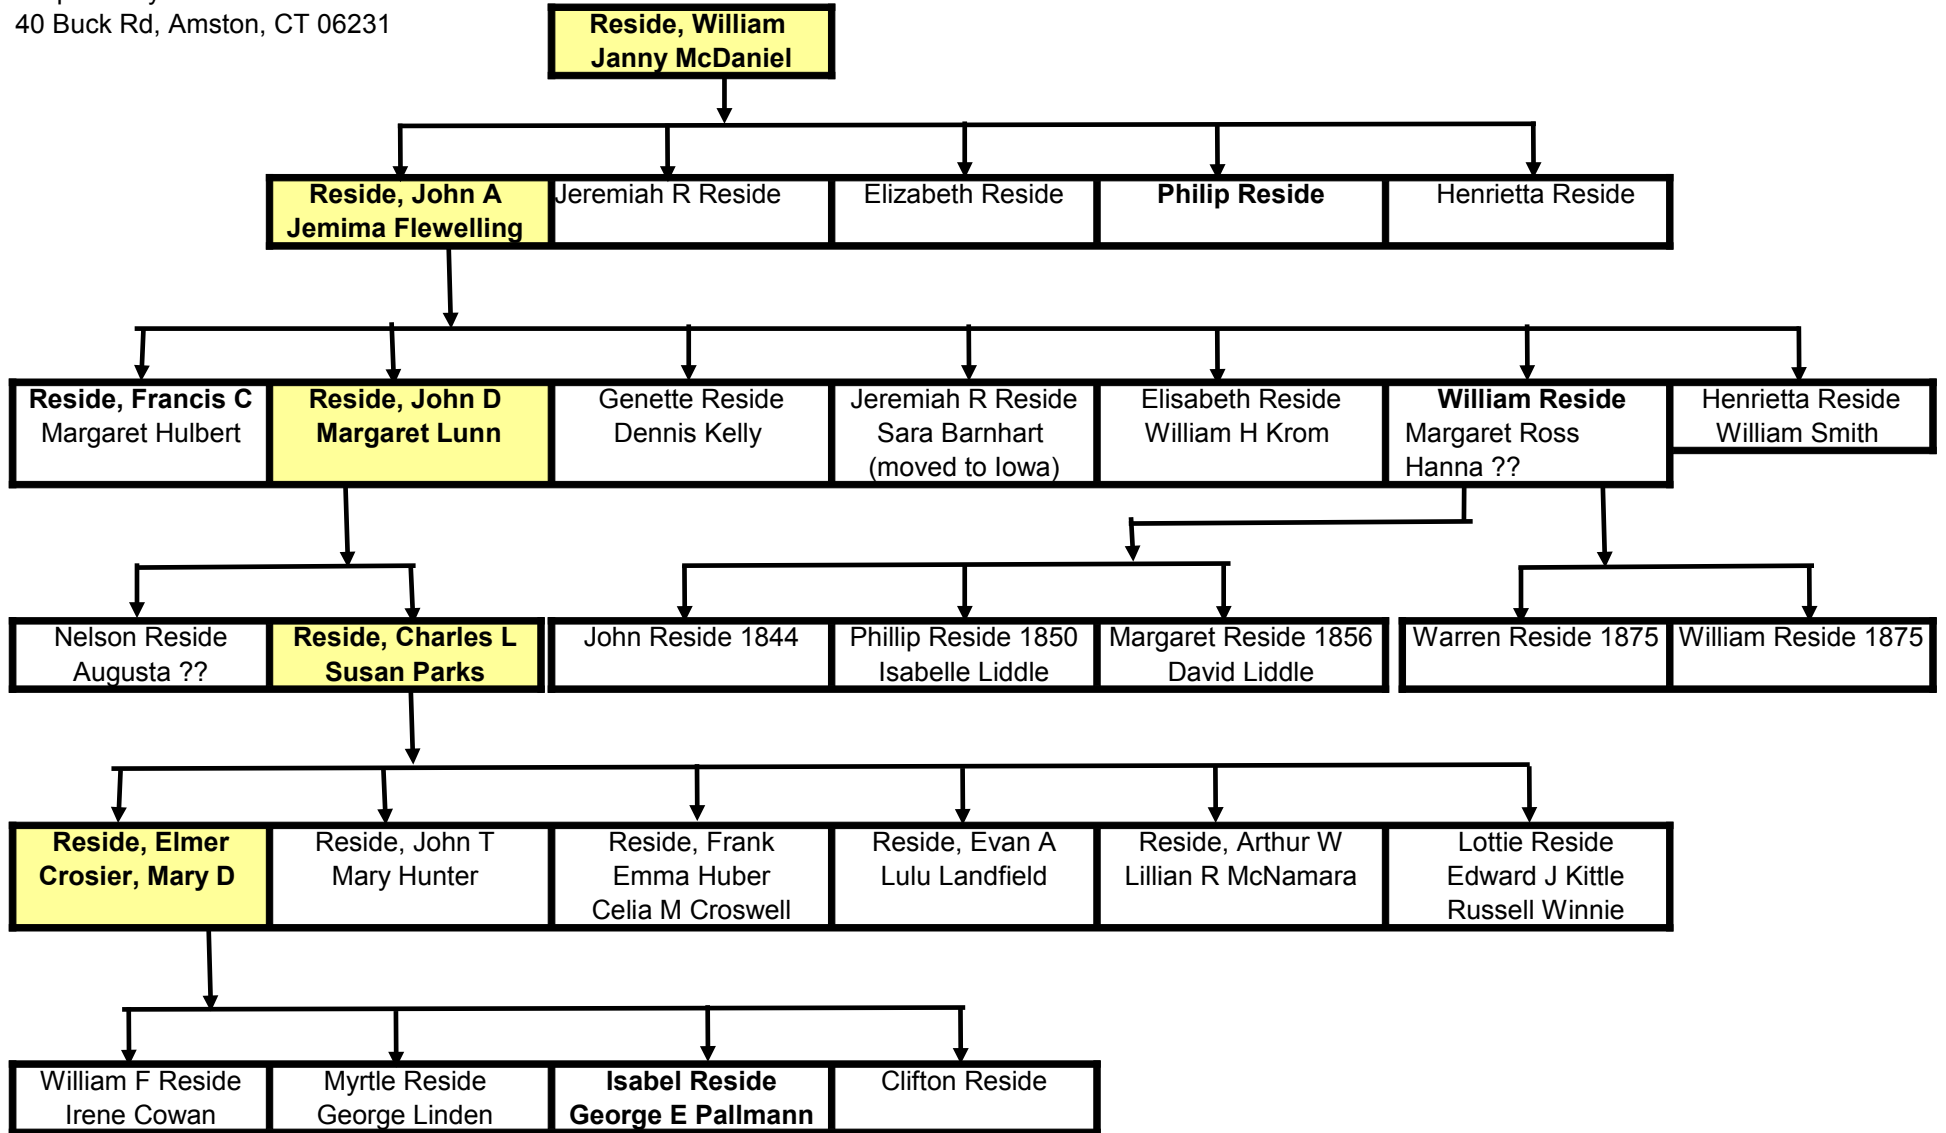 40 Buck Rd, Amston, CT 06231
Reside, William
Janny McDaniel
Reside, John A
Jemima Flewelling
Jeremiah R Reside
Elizabeth Reside
Philip Reside
Henrietta Reside
Reside, Francis C
Margaret Hulbert
Reside, John D
Margaret Lunn
Genette Reside
Dennis Kelly
Jeremiah R Reside
Sara Barnhart
(moved to Iowa)
Elisabeth Reside
William H Krom
William Reside
Margaret Ross
Hanna ??
Henrietta Reside
William Smith
Nelson Reside
Augusta ??
Reside, Charles L
Susan Parks
John Reside 1844
Phillip Reside 1850
Isabelle Liddle
Margaret Reside 1856
David Liddle
Warren Reside 1875
William Reside 1875
Reside, Elmer
Crosier, Mary D
Reside, John T
Mary Hunter
Reside, Frank
Emma Huber
Celia M Croswell
Reside, Evan A
Lulu Landfield
Reside, Arthur W
Lillian R McNamara
Lottie Reside
Edward J Kittle
Russell Winnie
William F Reside
Irene Cowan
Myrtle Reside
George Linden
Isabel Reside
George E Pallmann
Clifton Reside